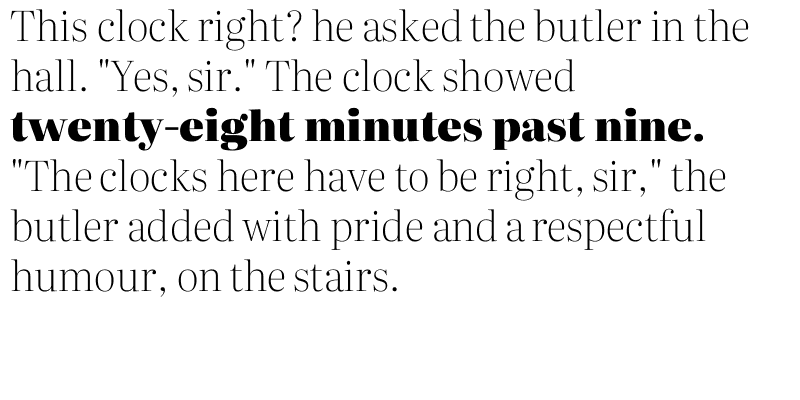 This clock right? he asked the butler in the
hall. "Yes, sir." The clock showed
twenty-eight minutes past nine.
"The clocks here have to be right, sir," the
butler added with pride and a respectful
humour, on the stairs.